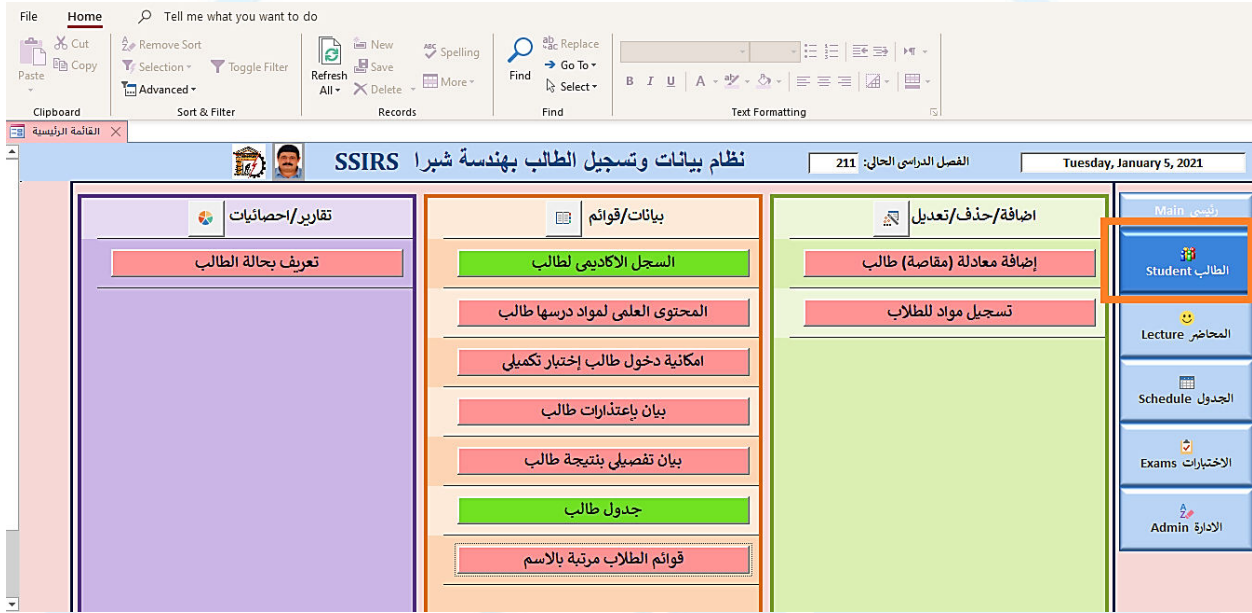 File Home Tell me what you want to do
Paste
Cut
Copy
Clipboard
Remove Sort
Selection
Advanced
Toggle Filter
Sort & Filter
Refresh
All
New
Save
Delete
Spelling
More
Records
Find
Replace
Go To
Select
Find
B I U A
Text Formatting
القائمة الرئيسية
نظام بيانات وتسجيل الطالب بهندسة شبرا SSIRS
الفصل الدراسى الحالى: 211
Tuesday, January 5, 2021
رئيسى Main
الطالب Student
المحاضر Lecture
الجدول Schedule
الاختبارات Exams
الادارة Admin
اضافة/حذف/تعديل
إضافة معادلة (مقاصة) طالب
تسجيل مواد للطلاب
بيانات/قوائم
السجل الاكاديمى لطالب
المحتوى العلمى لمواد درسها طالب
امكانية دخول طالب إختبار تكميلي
بيان بإعتذارات طالب
بيان تفصيلى بنتيجة طالب
جدول طالب
قوائم الطلاب مرتبة بالاسم
تقارير/احصائيات
تعريف بحالة الطالب